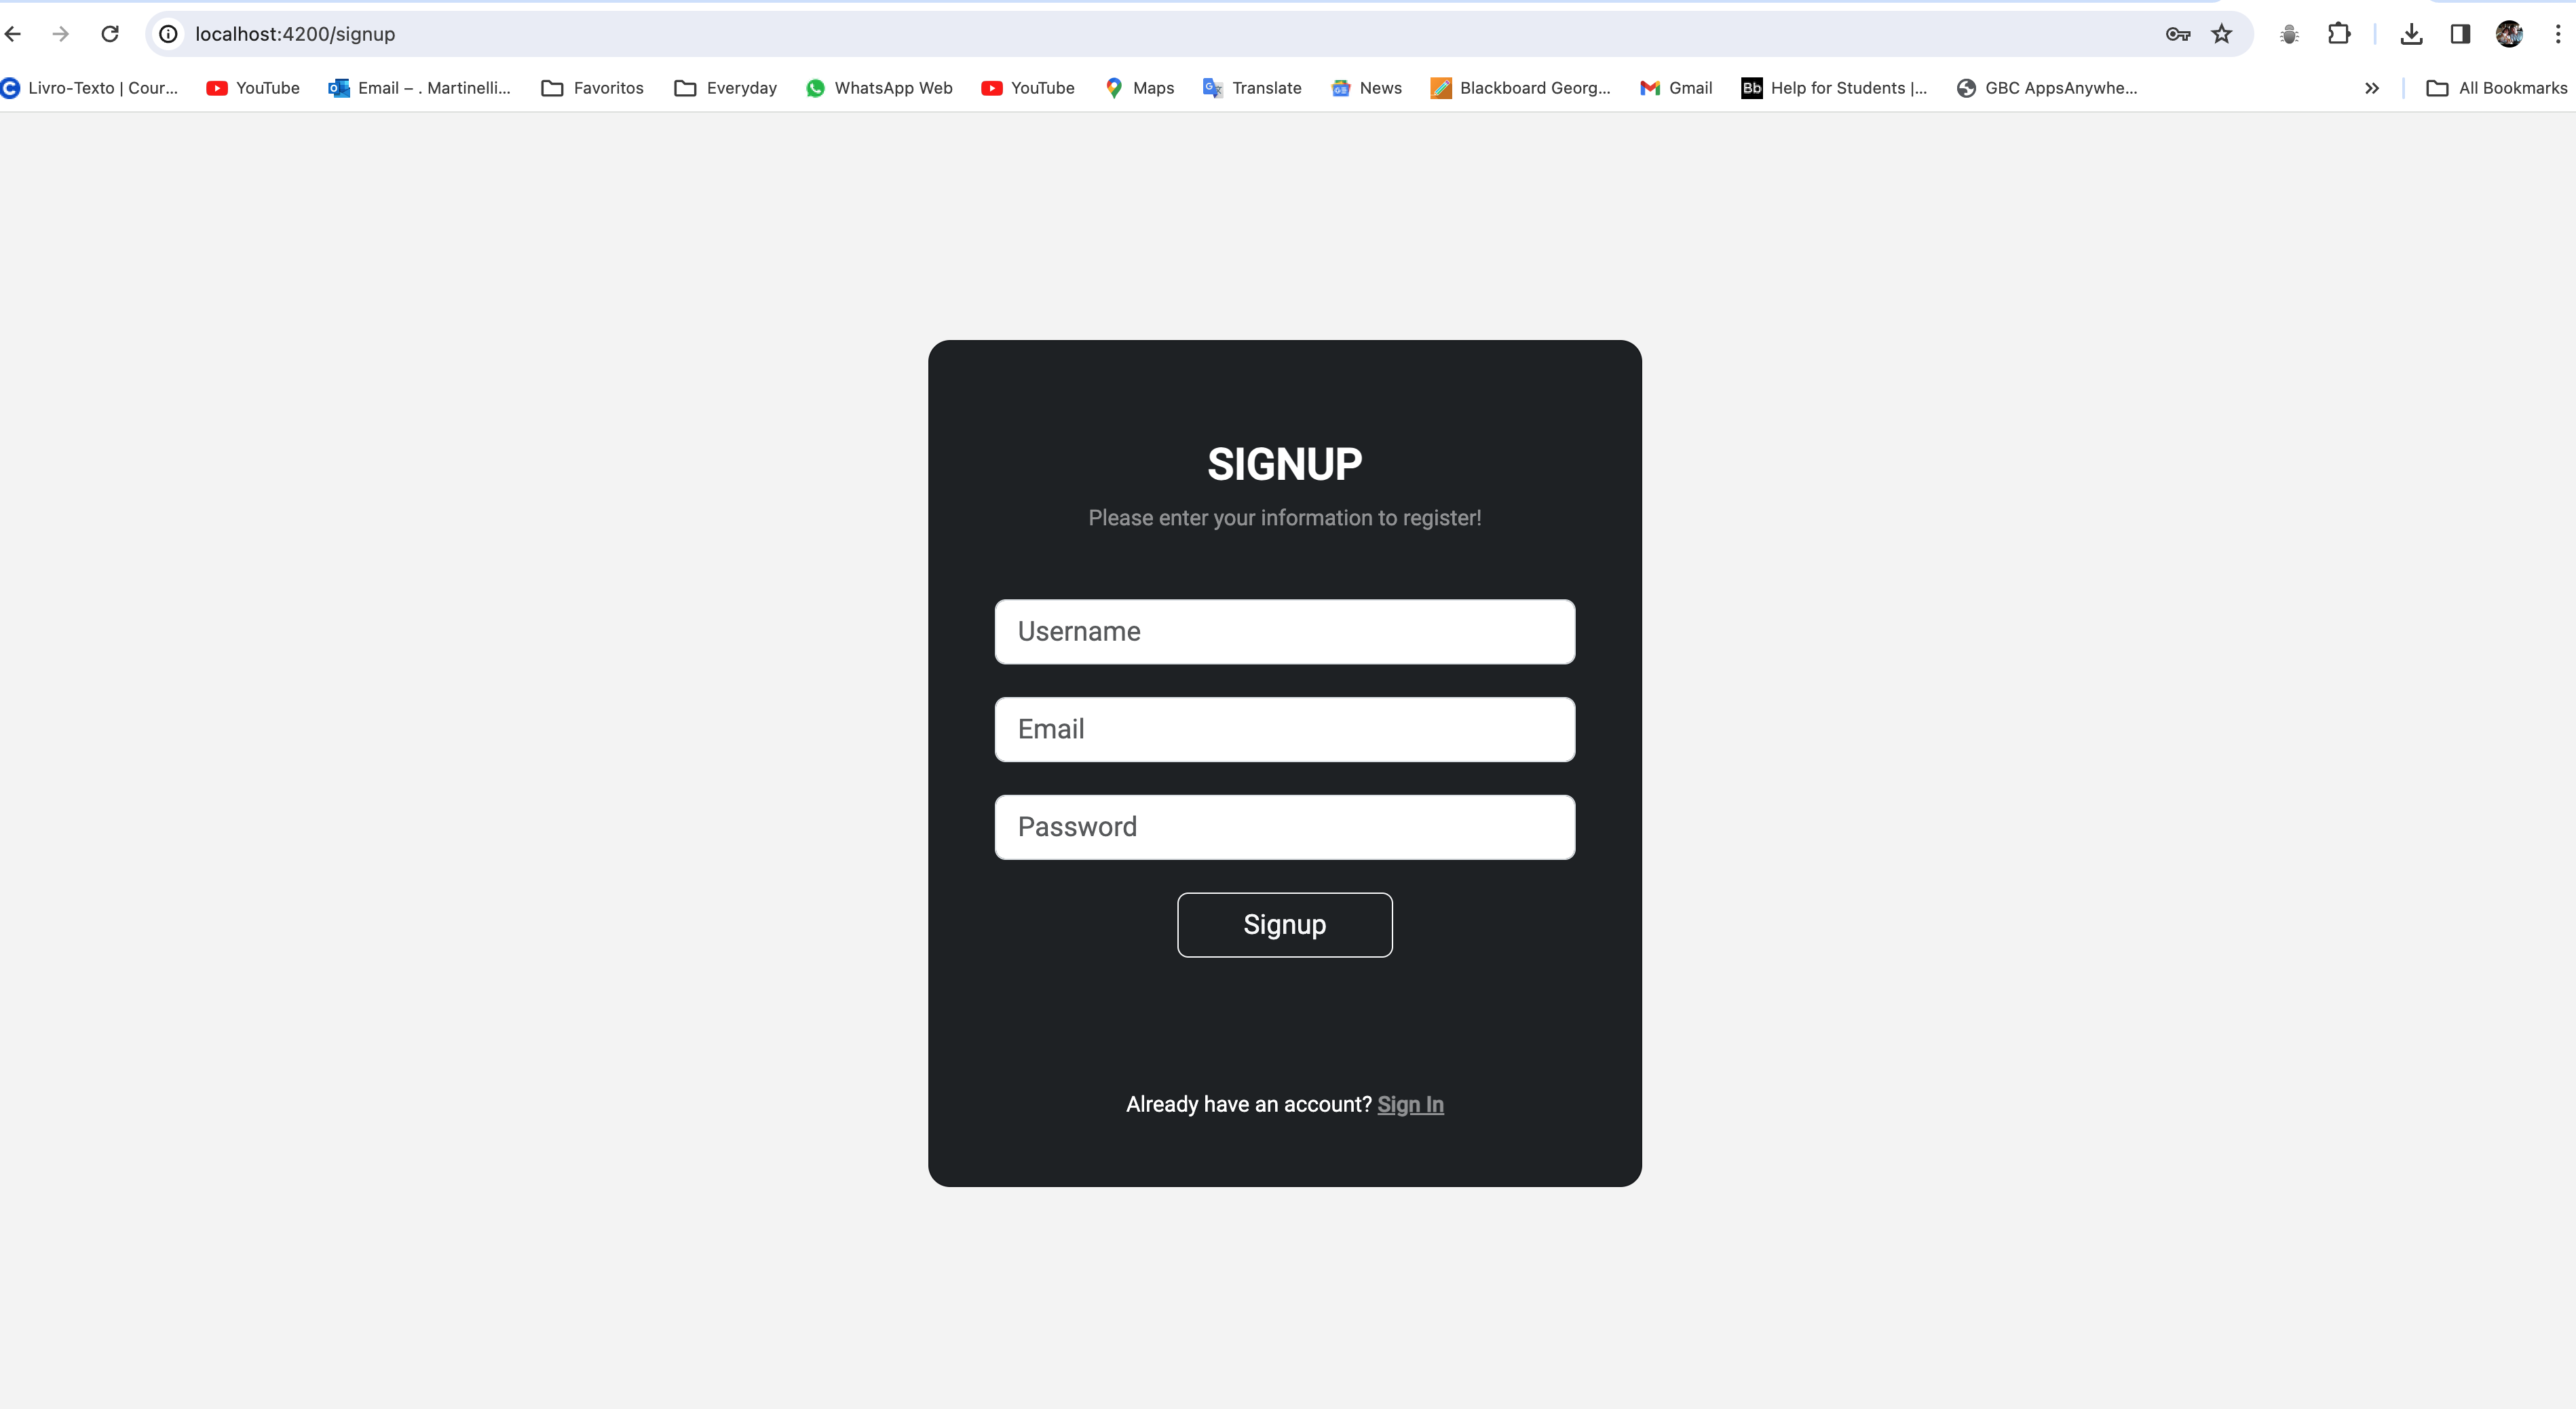 localhost:4200/signup
Livro-Texto | Cour... YouTube Email – . Martinelli... Favoritos Everyday WhatsApp Web YouTube Maps Translate News Blackboard Georg... Gmail Bb Help for Students |... GBC AppsAnywhe... All Bookmarks
SIGNUP
Please enter your information to register!
Username
Email
Password
Signup
Already have an account? Sign In